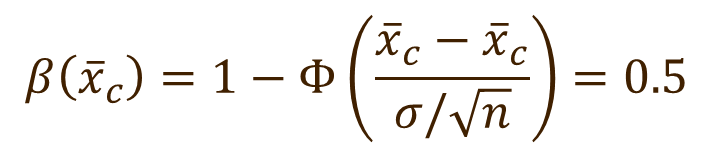 β(x̄_c) = 1 − Φ((x̄_c − x̄_c)/(σ/√n)) = 0.5